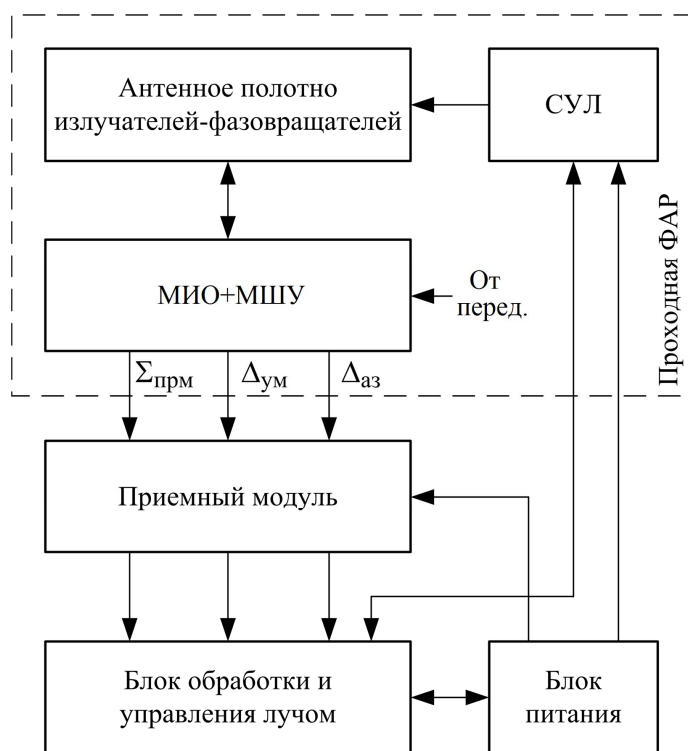 Антенное полотно
излучателей-фазовращателей
СУЛ
МИО+МШУ
От
перед.
Проходная ФАР
Σпрм
Δум
Δаз
Приемный модуль
Блок обработки и
управления лучом
Блок
питания